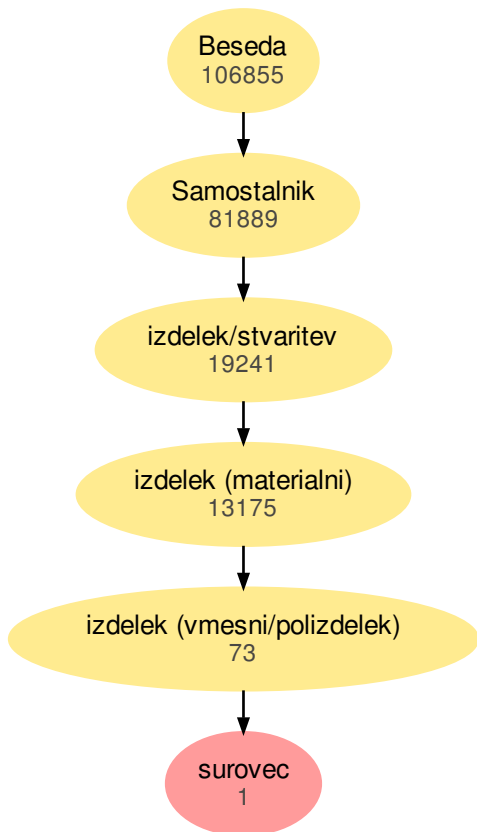 Beseda
106855
Samostalnik
81889
izdelek/stvaritev
19241
izdelek (materialni)
13175
izdelek (vmesni/polizdelek)
73
surovec
1